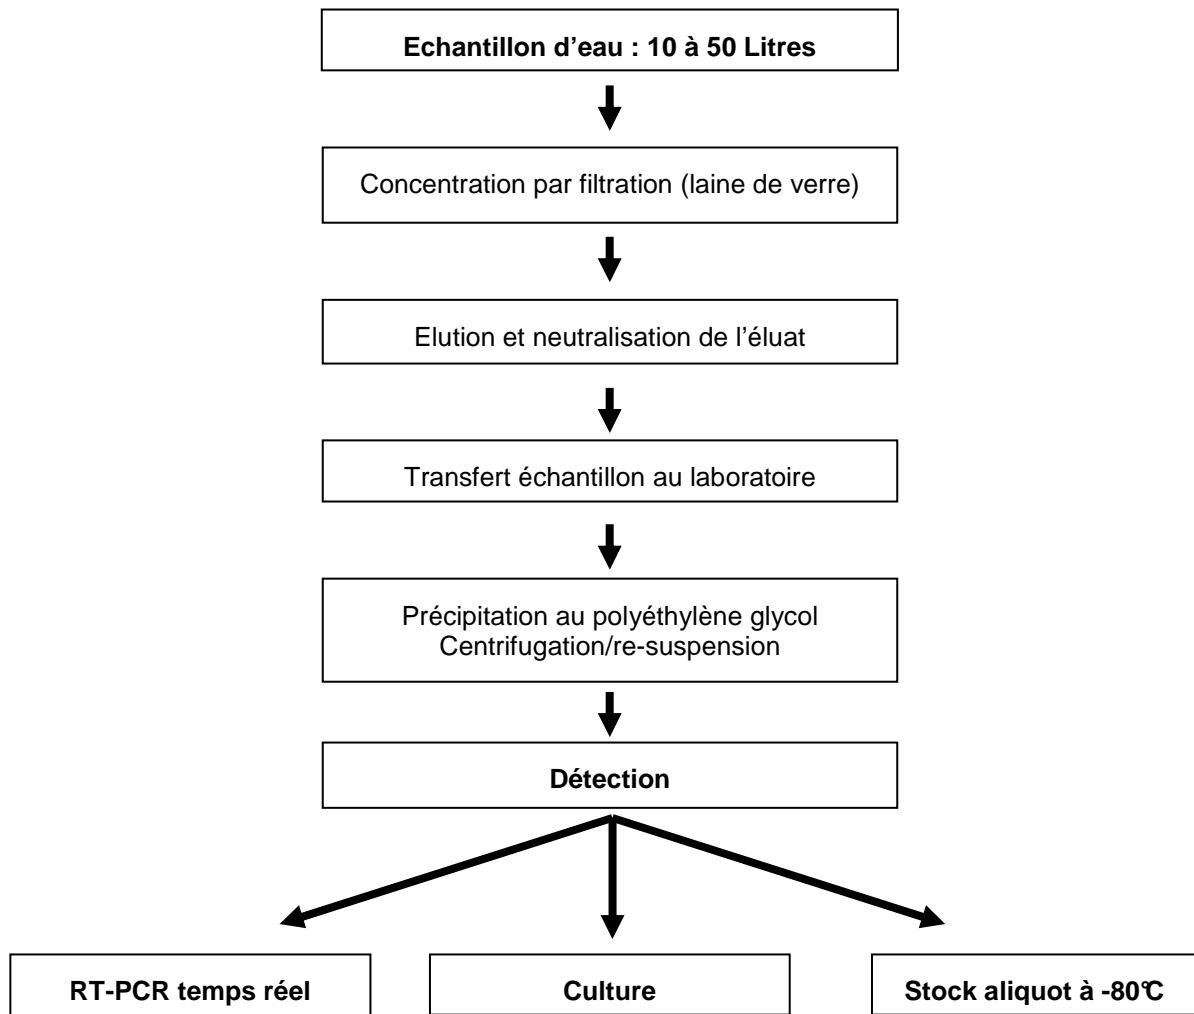 Echantillon d’eau : 10 à 50 Litres
Concentration par filtration (laine de verre)
Elution et neutralisation de l’éluat
Transfert échantillon au laboratoire
Précipitation au polyéthylène glycol
Centrifugation/re-suspension
Détection
RT-PCR temps réel
Culture
Stock aliquot à -80°C